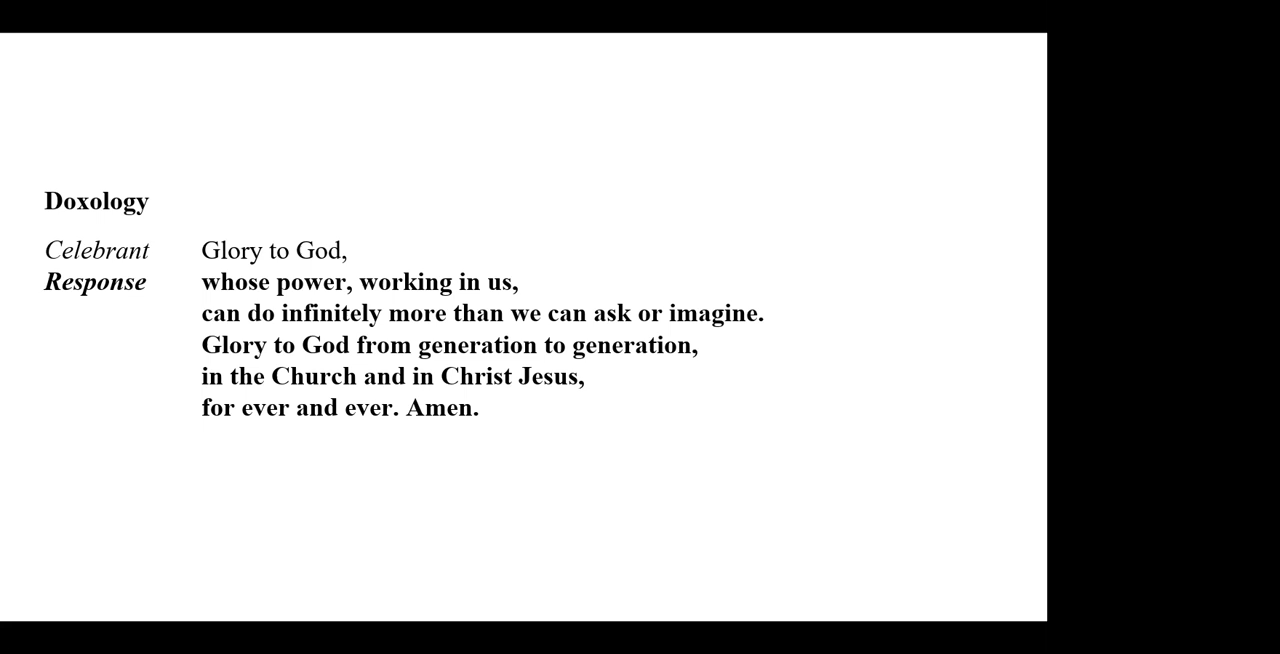 Doxology
Celebrant Glory to God,
Response whose power, working in us,
can do infinitely more than we can ask or imagine.
Glory to God from generation to generation,
in the Church and in Christ Jesus,
for ever and ever. Amen.